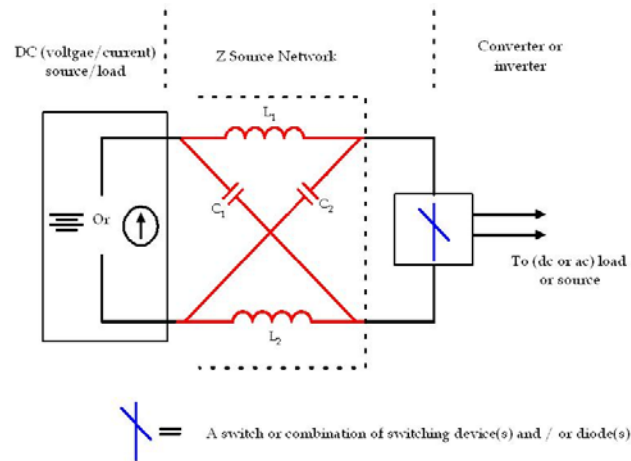 DC (voltgae/current)
source/load
Z Source Network
Converter or
inverter
L1
Or
C1
C2
To (dc or ac) load
or source
L2
A switch or combination of switching device(s) and / or diode(s)